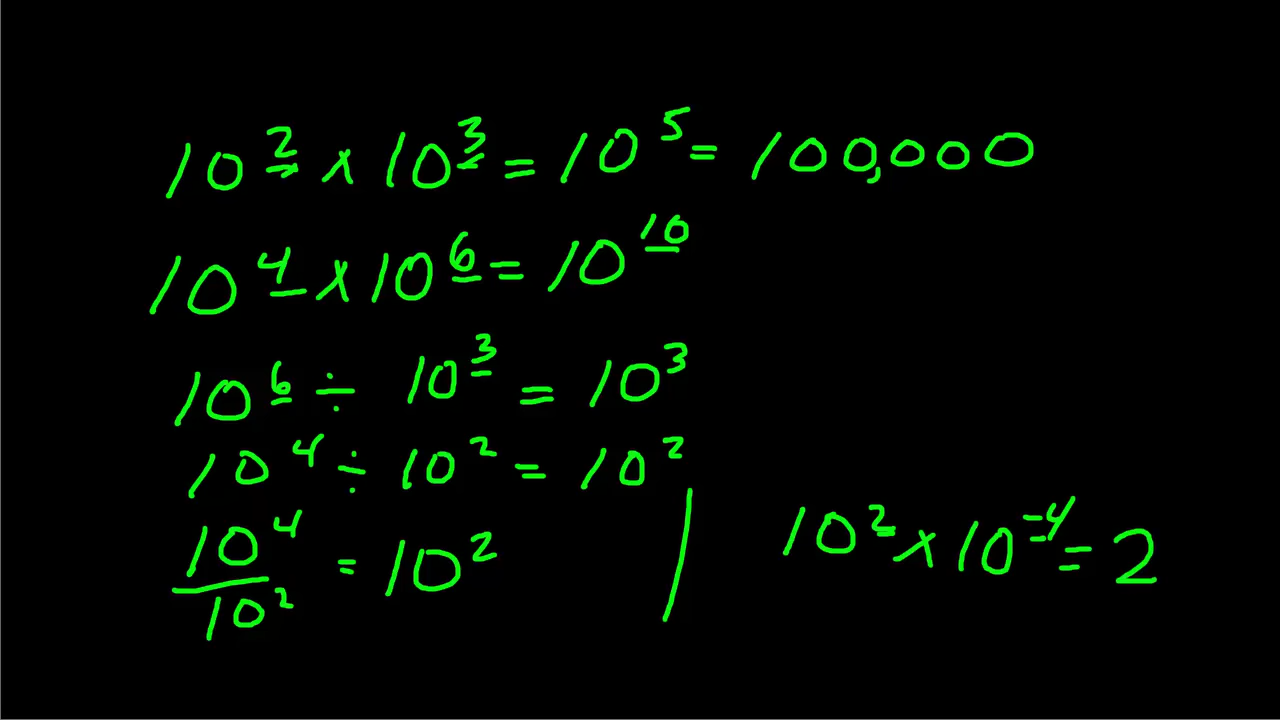 10² × 10³ = 10⁵ = 100,000
10⁴ × 10⁶ = 10¹⁰
10⁶ ÷ 10³ = 10³
10⁴ ÷ 10² = 10²
10⁴/10² = 10²
10² × 10⁻⁴ = 2